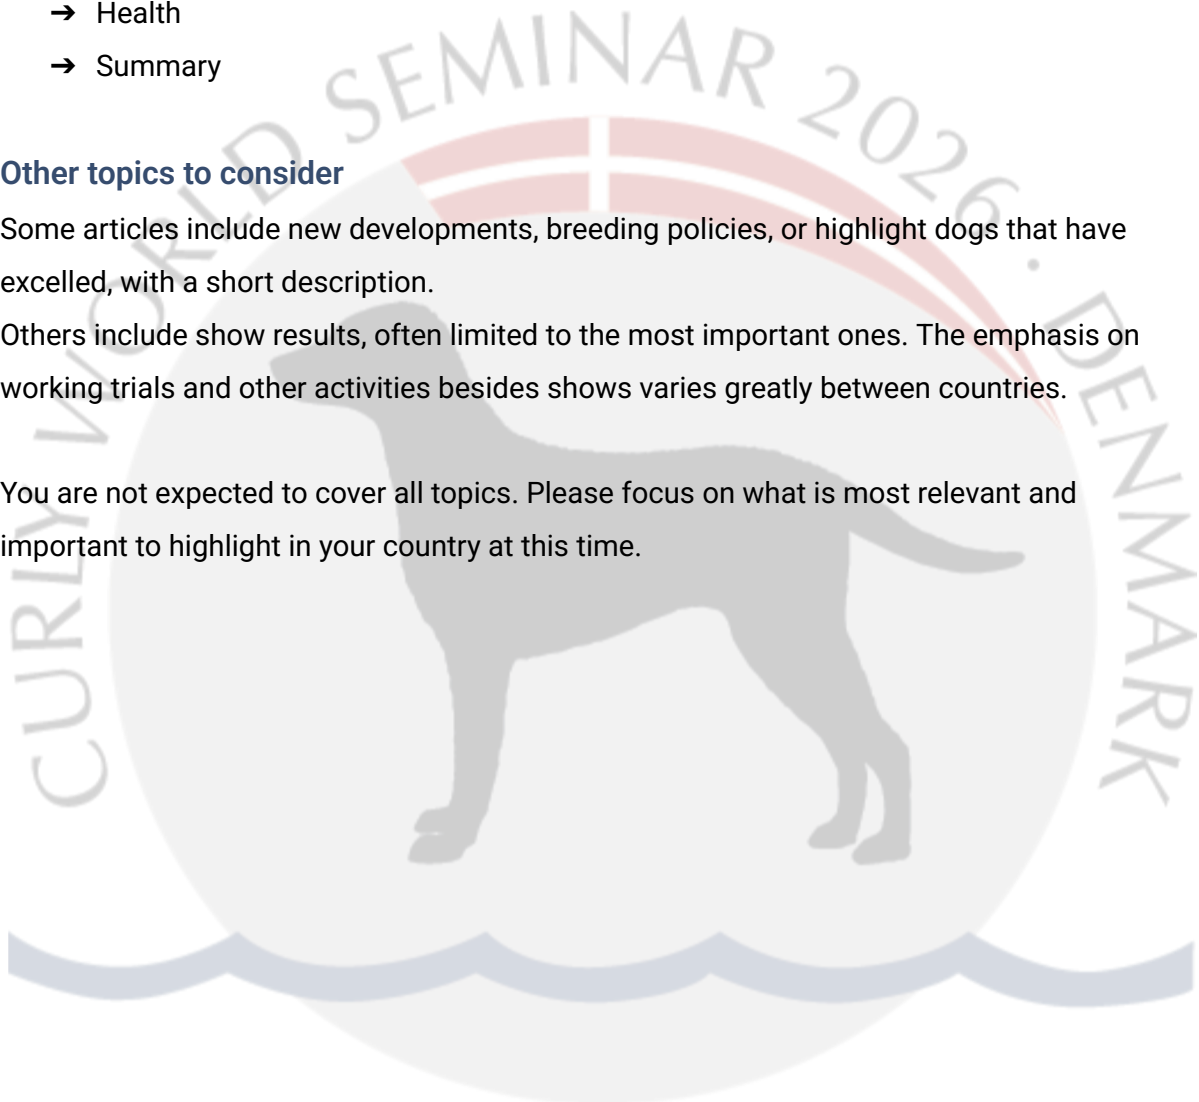 ➔ Health
➔ Summary
Other topics to consider
Some articles include new developments, breeding policies, or highlight dogs that have
excelled, with a short description.
Others include show results, often limited to the most important ones. The emphasis on
working trials and other activities besides shows varies greatly between countries.
You are not expected to cover all topics. Please focus on what is most relevant and
important to highlight in your country at this time.
CURLY WORLD SEMINAR 2026 · DENMARK